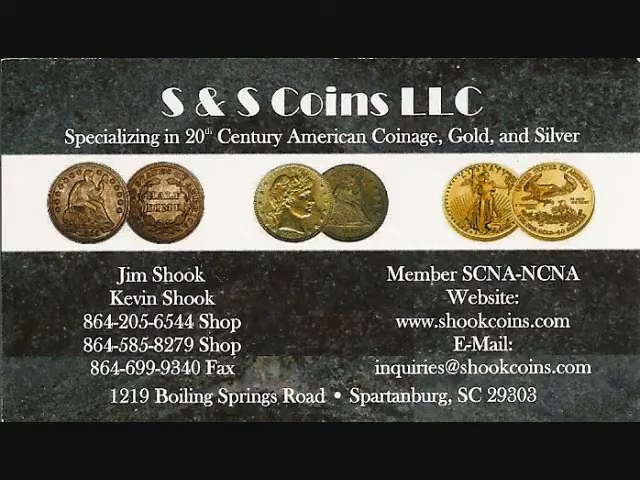 S & S Coins LLC
Specializing in 20th Century American Coinage, Gold, and Silver
HALF
DIME
Jim Shook
Kevin Shook
864-205-6544 Shop
864-585-8279 Shop
864-699-9340 Fax
Member SCNA-NCNA
Website:
www.shookcoins.com
E-Mail:
inquiries@shookcoins.com
1219 Boiling Springs Road • Spartanburg, SC 29303